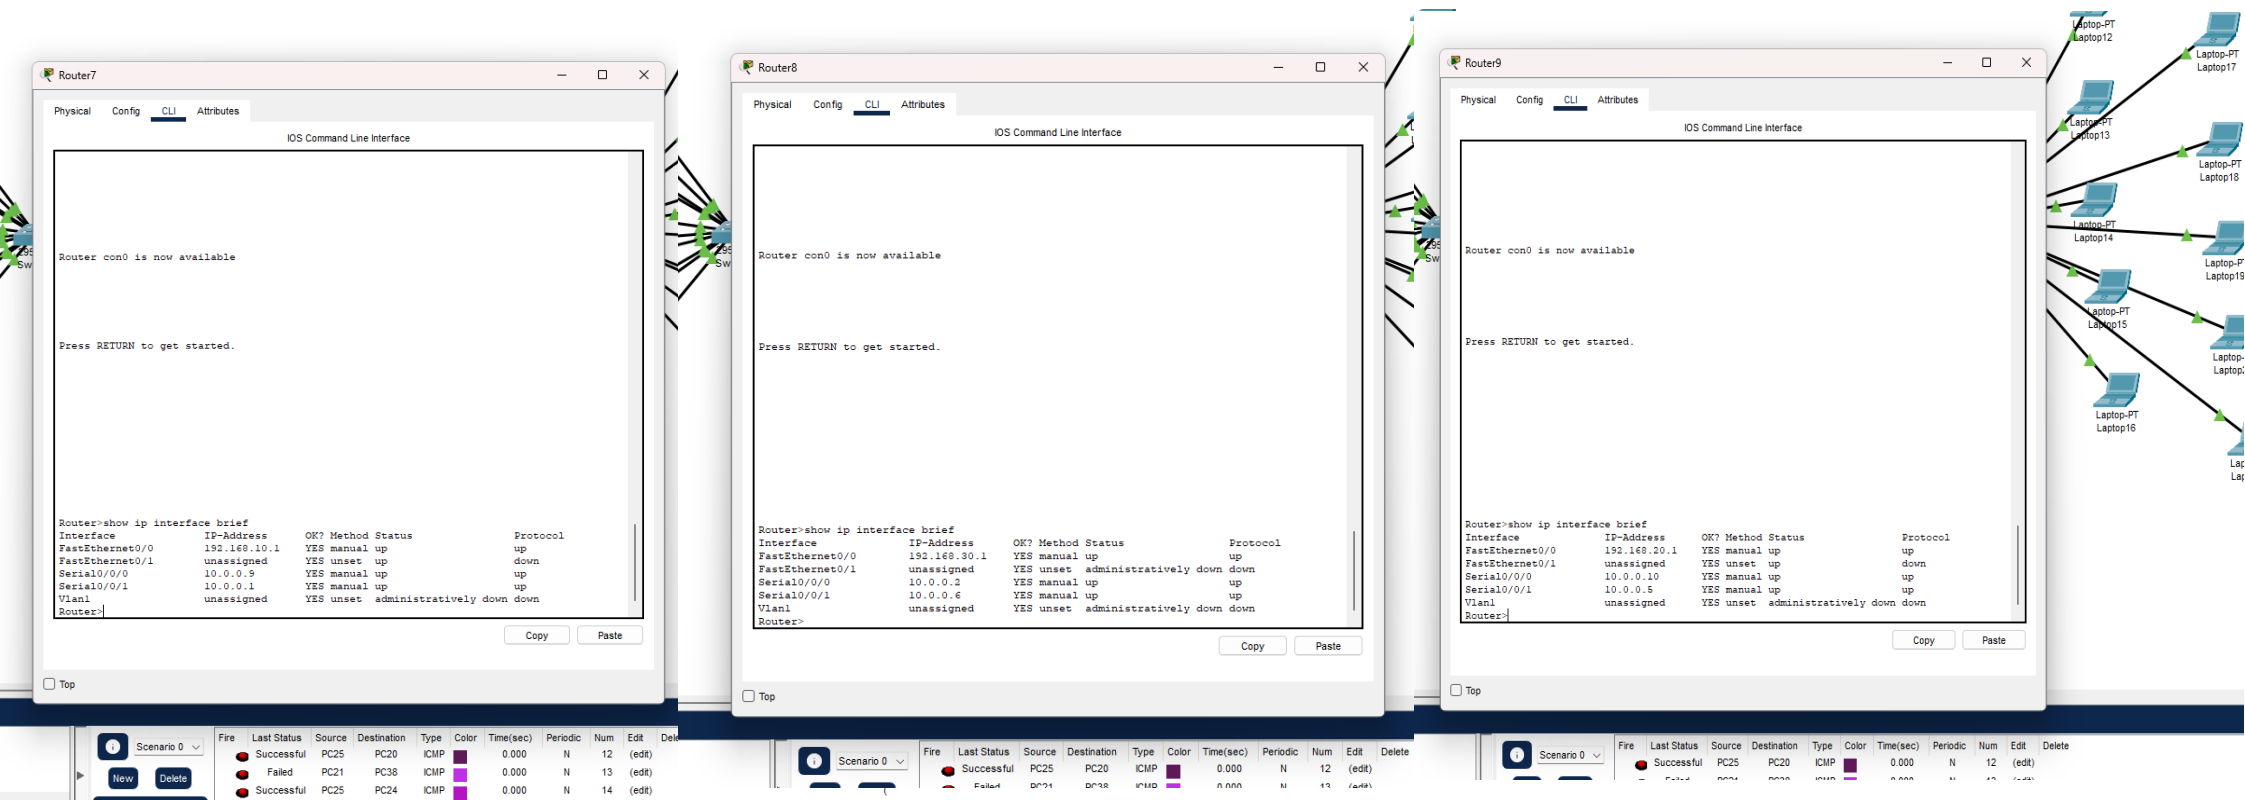 Router7
Physical Config CLI Attributes
IOS Command Line Interface
Router con0 is now available
Press RETURN to get started.
Router>show ip interface brief
Interface IP-Address OK? Method Status Protocol
FastEthernet0/0 192.168.10.1 YES manual up up
FastEthernet0/1 unassigned YES unset up down
Serial0/0/0 10.0.0.9 YES manual up up
Serial0/0/1 10.0.0.1 YES manual up up
Vlan1 unassigned YES unset administratively down down
Router>
Copy Paste
Top
Scenario 0
New Delete
Fire Last Status Source Destination Type Color Time(sec) Periodic Num Edit
Successful PC25 PC20 ICMP 0.000 N 12 (edit)
Failed PC21 PC38 ICMP 0.000 N 13 (edit)
Successful PC25 PC24 ICMP 0.000 N 14 (edit)
Router8
Physical Config CLI Attributes
IOS Command Line Interface
Router con0 is now available
Press RETURN to get started.
Router>show ip interface brief
Interface IP-Address OK? Method Status Protocol
FastEthernet0/0 192.168.30.1 YES manual up up
FastEthernet0/1 unassigned YES unset administratively down down
Serial0/0/0 10.0.0.2 YES manual up up
Serial0/0/1 10.0.0.6 YES manual up up
Vlan1 unassigned YES unset administratively down down
Router>
Copy Paste
Top
Scenario 0
Fire Last Status Source Destination Type Color Time(sec) Periodic Num Edit Delete
Successful PC25 PC20 ICMP 0.000 N 12 (edit)
Failed PC21 PC38 ICMP 0.000 N 13 (edit)
Router9
Physical Config CLI Attributes
IOS Command Line Interface
Router con0 is now available
Press RETURN to get started.
Router>show ip interface brief
Interface IP-Address OK? Method Status Protocol
FastEthernet0/0 192.168.20.1 YES manual up up
FastEthernet0/1 unassigned YES unset up down
Serial0/0/0 10.0.0.10 YES manual up up
Serial0/0/1 10.0.0.5 YES manual up up
Vlan1 unassigned YES unset administratively down down
Router>
Copy Paste
Top
Scenario 0
Fire Last Status Source Destination Type Color Time(sec) Periodic Num Edit Delete
Successful PC25 PC20 ICMP 0.000 N 12 (edit)
Laptop-PT
Laptop12
Laptop-PT
Laptop17
Laptop-PT
Laptop13
Laptop-PT
Laptop18
Laptop-PT
Laptop14
Laptop-PT
Laptop19
Laptop-PT
Laptop15
Laptop-PT
Laptop16